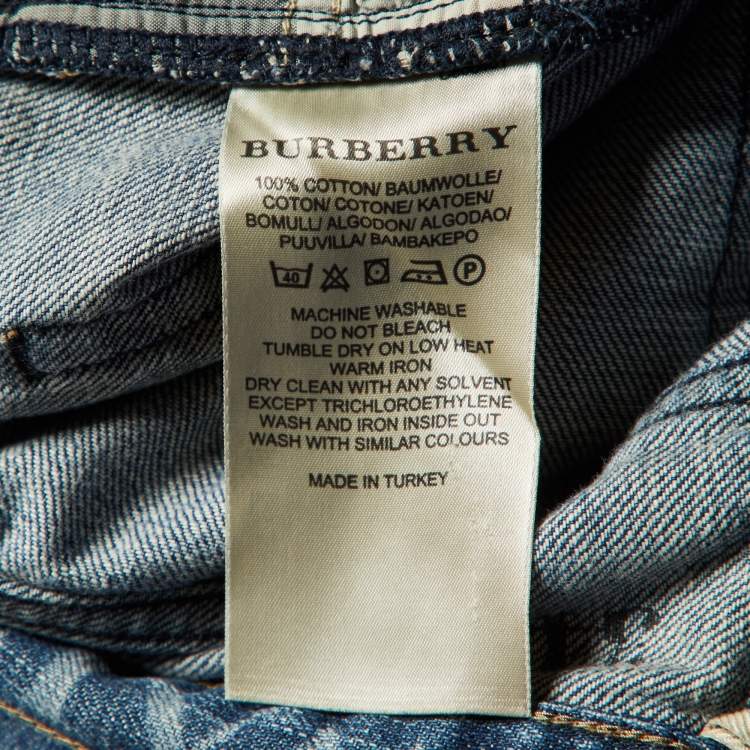 BURBERRY
100% COTTON/ BAUMWOLLE/
COTON/ COTONE/ KATOEN/
BOMULL/ ALGODON/ ALGODAO/
PUUVILLA/ BAMBAKEPO
40 P
MACHINE WASHABLE
DO NOT BLEACH
TUMBLE DRY ON LOW HEAT
WARM IRON
DRY CLEAN WITH ANY SOLVENT
EXCEPT TRICHLOROETHYLENE
WASH AND IRON INSIDE OUT
WASH WITH SIMILAR COLOURS
MADE IN TURKEY